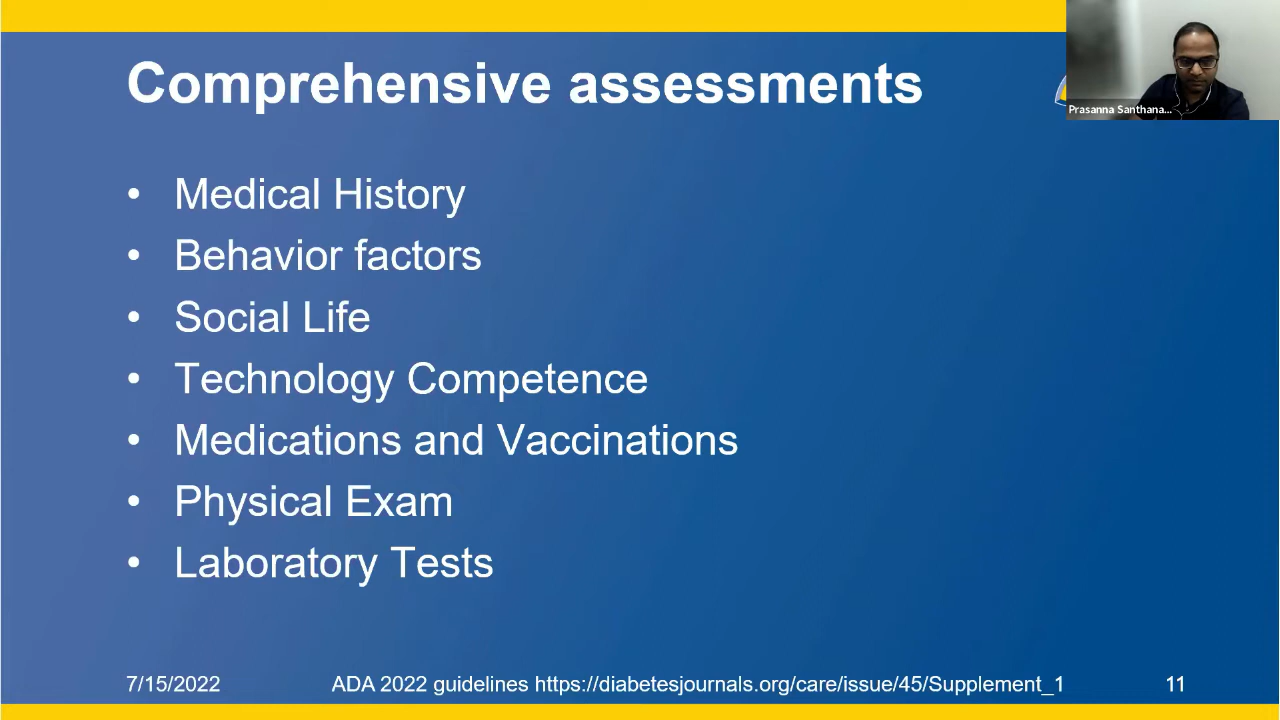 Comprehensive assessments
Prasanna Santhana...
• Medical History
• Behavior factors
• Social Life
• Technology Competence
• Medications and Vaccinations
• Physical Exam
• Laboratory Tests
7/15/2022
ADA 2022 guidelines https://diabetesjournals.org/care/issue/45/Supplement_1
11